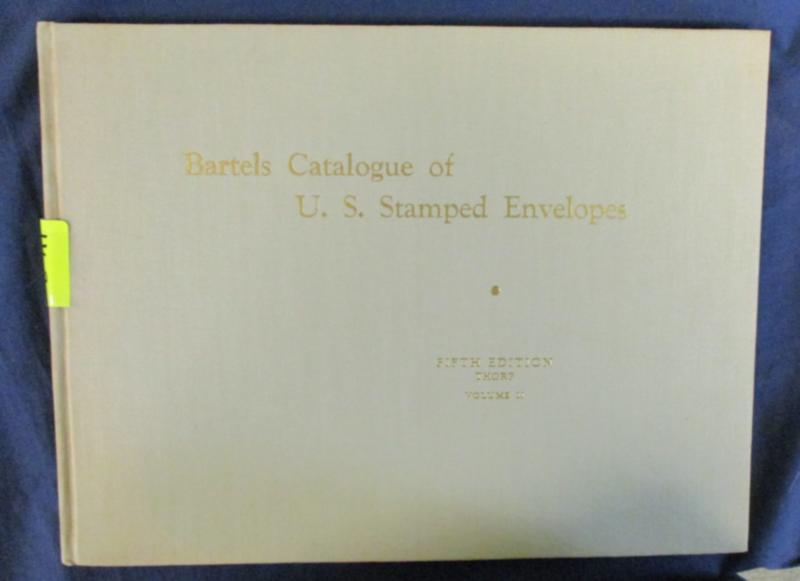 Bartels Catalogue of
U. S. Stamped Envelopes
FIFTH EDITION
THORP
VOLUME II